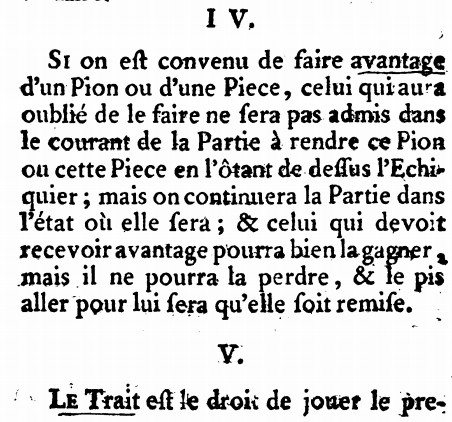 IV.
SI on eſt convenu de faire avantage
d'un Pion ou d'une Piece, celui qui aura
oublié de le faire ne ſera pas admis dans
le courant de la Partie à rendre ce Pion
ou cette Piece en l'ôtant de deſſus l'Echi-
quier; mais on continuera la Partie dans
l'état où elle ſera; & celui qui devoit
recevoir avantage pourra bien la gagner,
mais il ne pourra la perdre, & le pis
aller pour lui ſera qu'elle ſoit remiſe.
V.
LE Trait eſt le droit de jouer le pre-